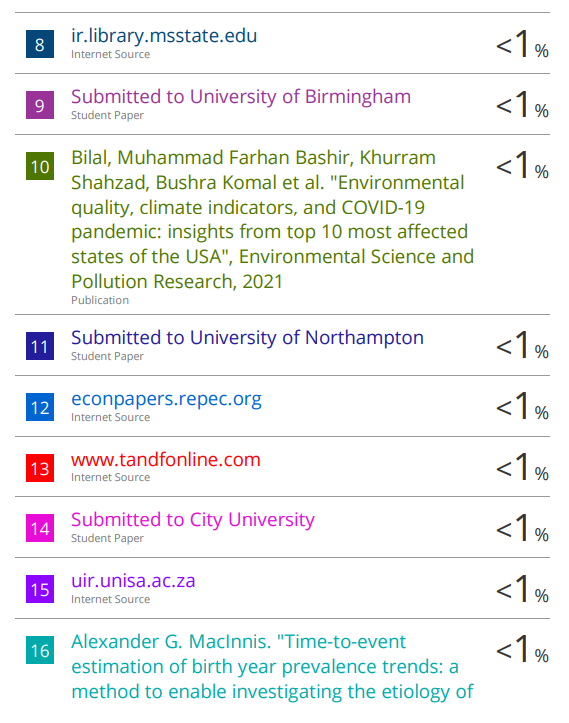 8
ir.library.msstate.edu
Internet Source
<1%
9
Submitted to University of Birmingham
Student Paper
<1%
10
Bilal, Muhammad Farhan Bashir, Khurram
Shahzad, Bushra Komal et al. "Environmental
quality, climate indicators, and COVID-19
pandemic: insights from top 10 most affected
states of the USA", Environmental Science and
Pollution Research, 2021
Publication
<1%
11
Submitted to University of Northampton
Student Paper
<1%
12
econpapers.repec.org
Internet Source
<1%
13
www.tandfonline.com
Internet Source
<1%
14
Submitted to City University
Student Paper
<1%
15
uir.unisa.ac.za
Internet Source
<1%
16
Alexander G. MacInnis. "Time-to-event
estimation of birth year prevalence trends: a
method to enable investigating the etiology of
<1%